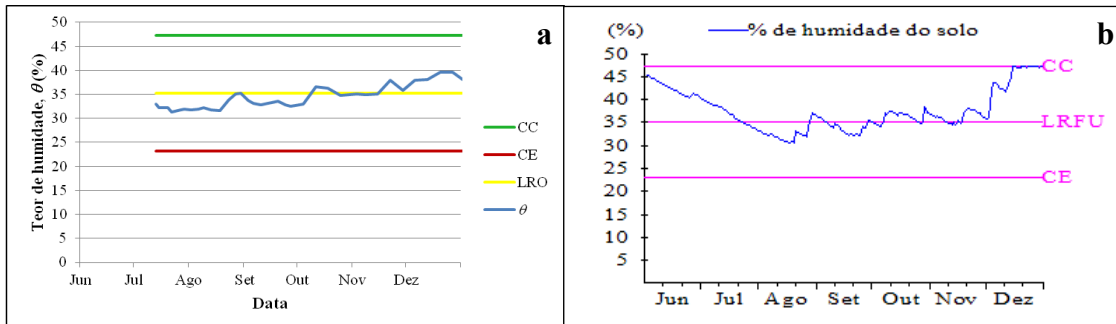 a
Teor de humidade, θ (%)
50
45
40
35
30
25
20
15
10
5
0
Jun Ago Set Out Nov Dez
Data
CC
CE
LRO
θ
b
(%)
% de humidade do solo
50
45
40
35
30
25
20
15
10
5
CC
LRFU
CE
Jun Jul Ago Set Out Nov Dez